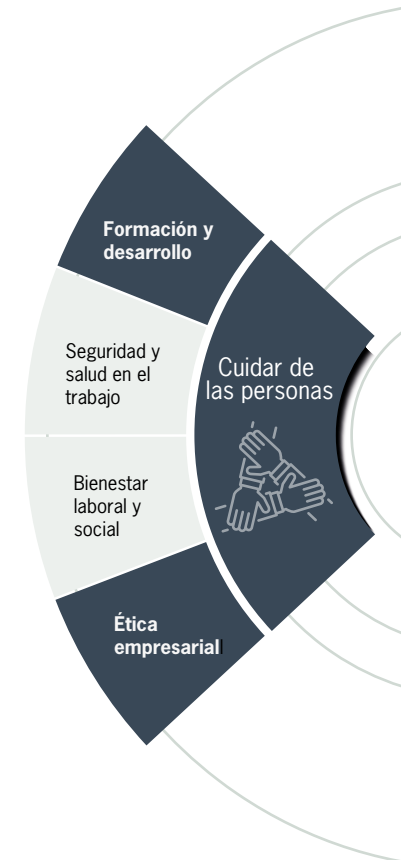 Formación y
desarrollo
Seguridad y
salud en el
trabajo
Cuidar de
las personas
Bienestar
laboral y
social
Ética
empresarial